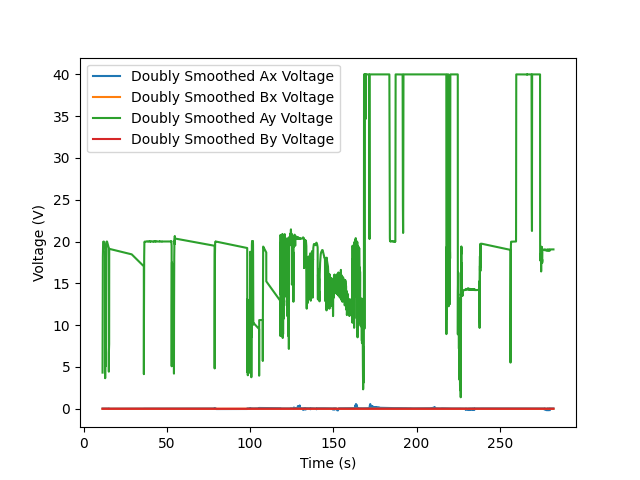 Doubly Smoothed Ax Voltage
Doubly Smoothed Bx Voltage
Doubly Smoothed Ay Voltage
Doubly Smoothed By Voltage
Voltage (V)
40
35
30
25
20
15
10
5
0
0 50 100 150 200 250
Time (s)